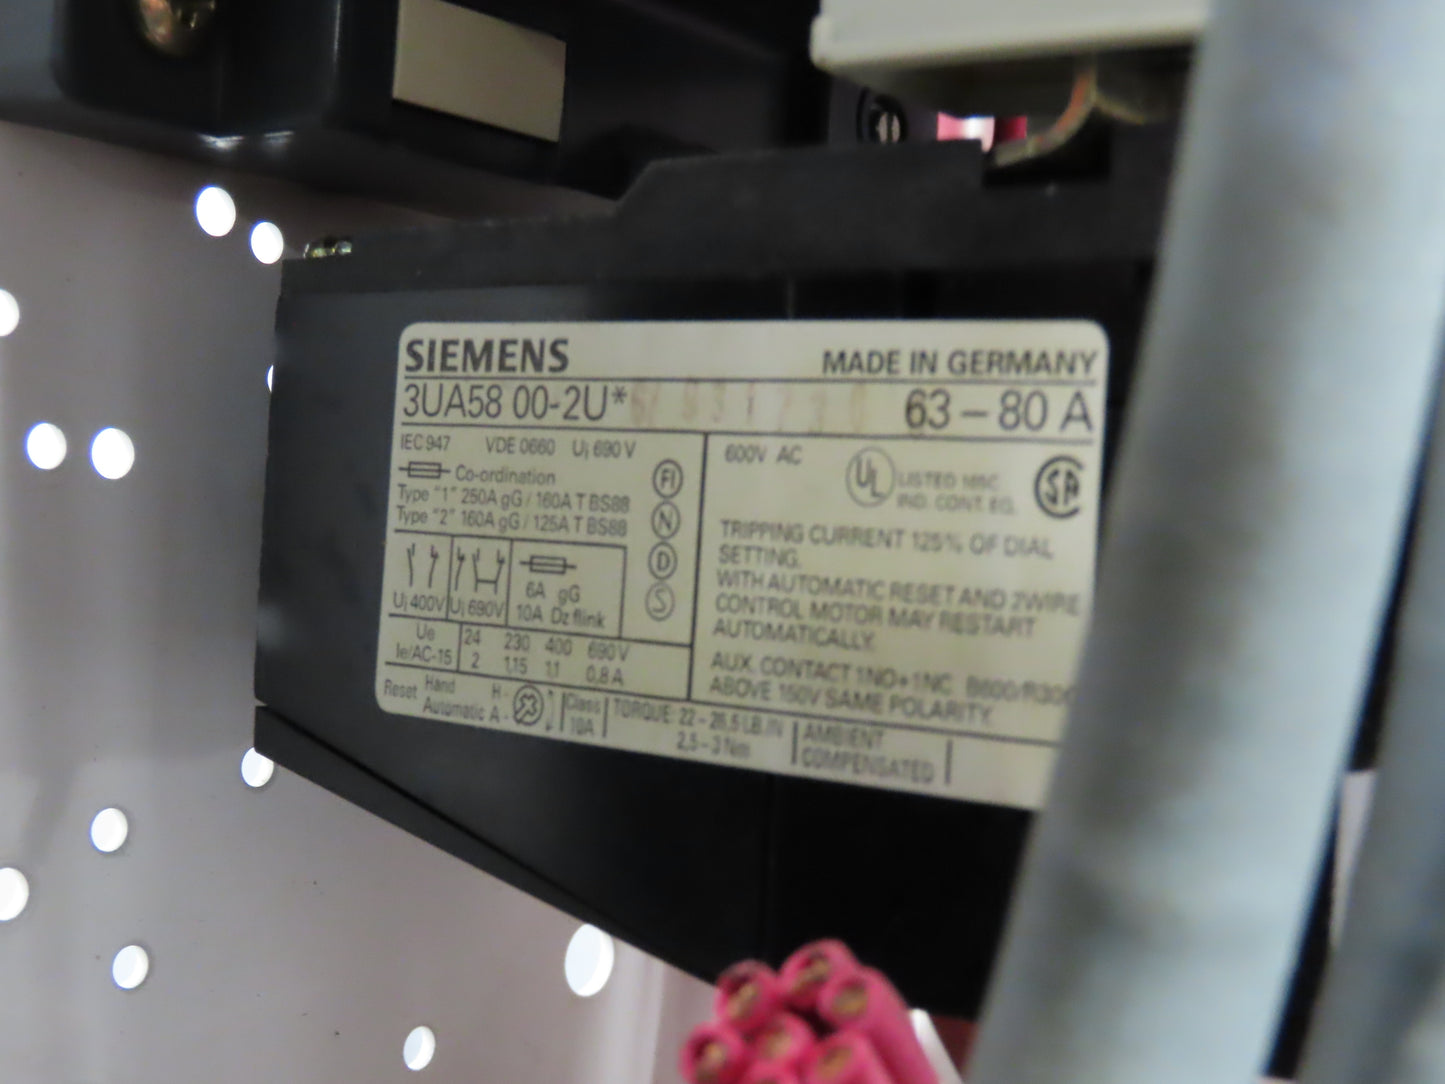 SIEMENS
MADE IN GERMANY
3UA58 00-2U*
63 – 80 A
IEC 947 VDE 0660 Ui 690 V
Co-ordination
Type "1" 250A gG / 160A T BS88
Type "2" 160A gG / 125A T BS88
FI
N
D
S
Ui 400V Ui 690V
6A gG
10A Dz flink
Ue 24 230 400 690 V
Ie/AC-15 2 1,15 1,1 0,8 A
600V AC
UL
LISTED
IND. CONT. EQ.
SA
TRIPPING CURRENT 125% OF DIAL
SETTING.
WITH AUTOMATIC RESET AND 2WIRE
CONTROL MOTOR MAY RESTART
AUTOMATICALLY.
AUX. CONTACT 1NO+1NC B600/R300
ABOVE 150V SAME POLARITY
Reset Hand H -
Automatic A -
Class
10A
TORQUE: 22 – 26,5 LB.IN
2,5 – 3 Nm
AMBIENT
COMPENSATED